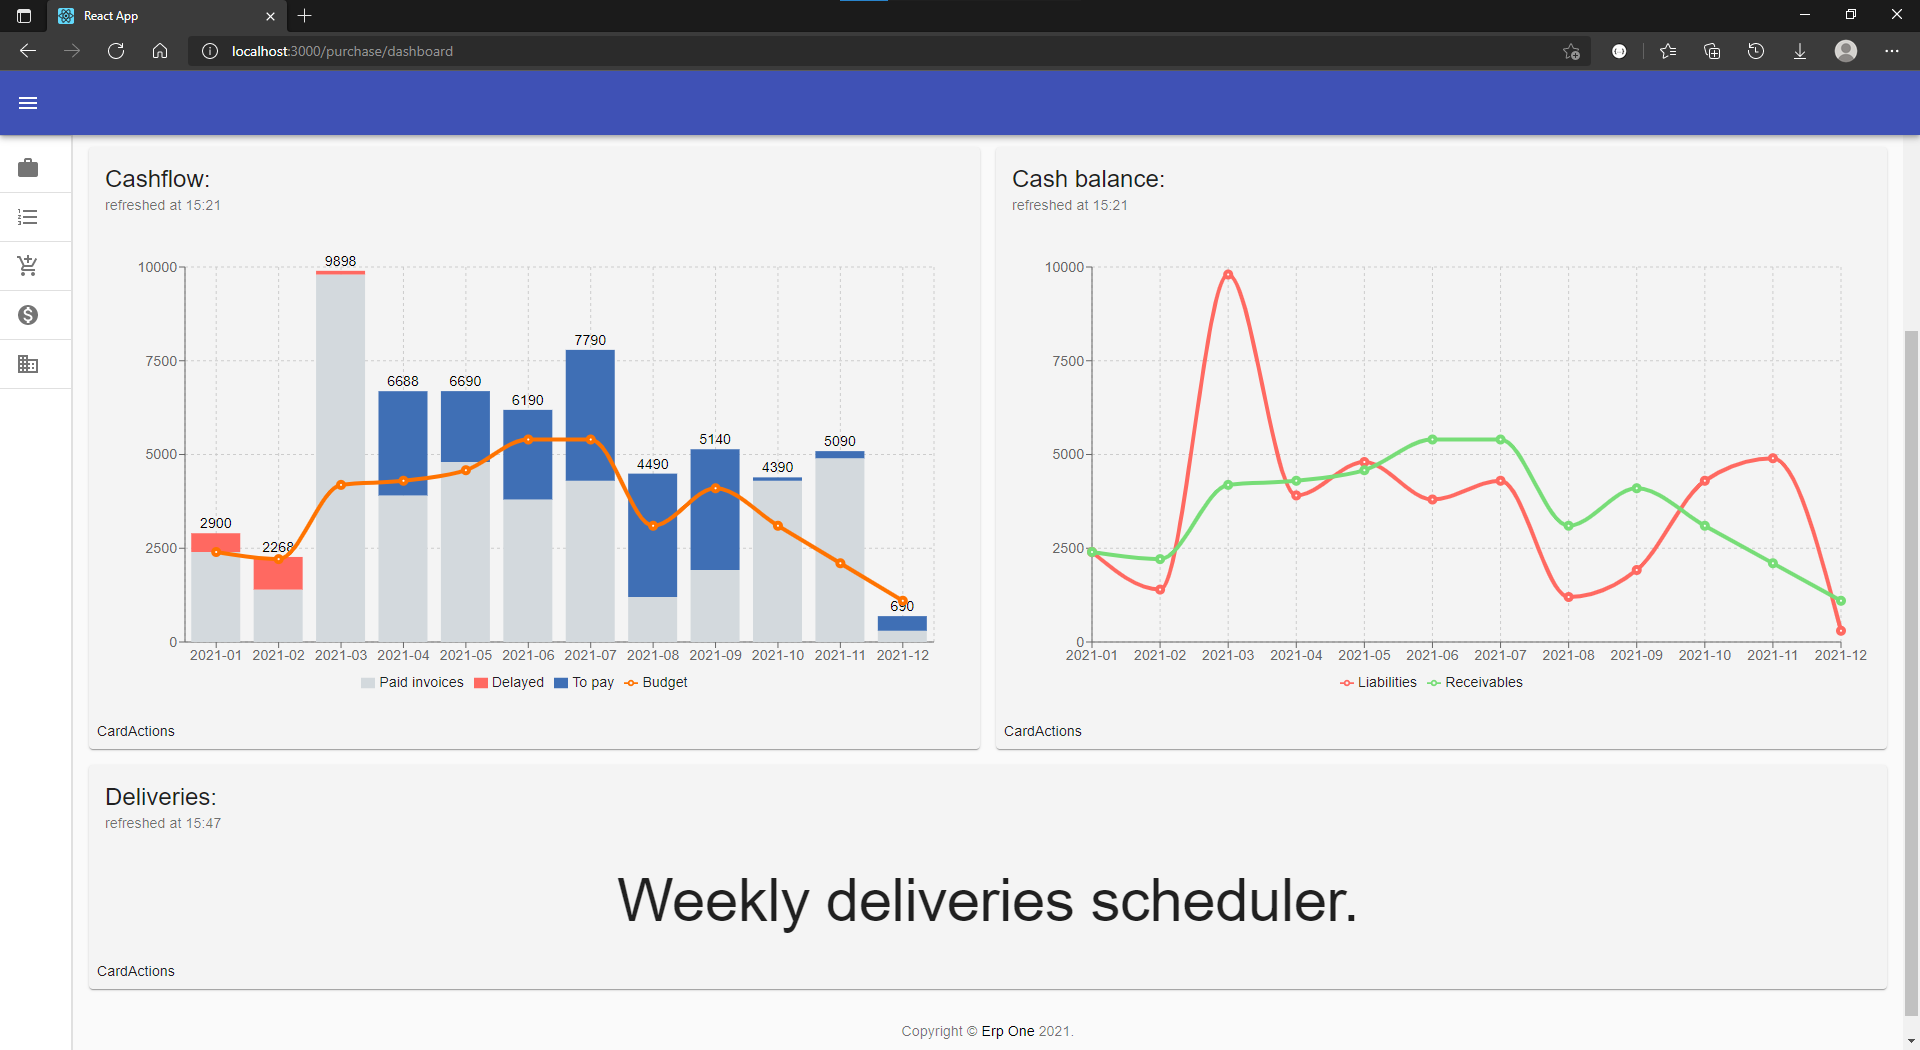 React App
localhost:3000/purchase/dashboard
Cashflow:
refreshed at 15:21
10000
7500
5000
2500
0
2900
2268
9898
6688
6690
6190
7790
4490
5140
4390
5090
690
2021-01 2021-02 2021-03 2021-04 2021-05 2021-06 2021-07 2021-08 2021-09 2021-10 2021-11 2021-12
Paid invoices Delayed To pay Budget
CardActions
Cash balance:
refreshed at 15:21
10000
7500
5000
2500
0
2021-01 2021-02 2021-03 2021-04 2021-05 2021-06 2021-07 2021-08 2021-09 2021-10 2021-11 2021-12
Liabilities Receivables
CardActions
Deliveries:
refreshed at 15:47
Weekly deliveries scheduler.
CardActions
Copyright © Erp One 2021.